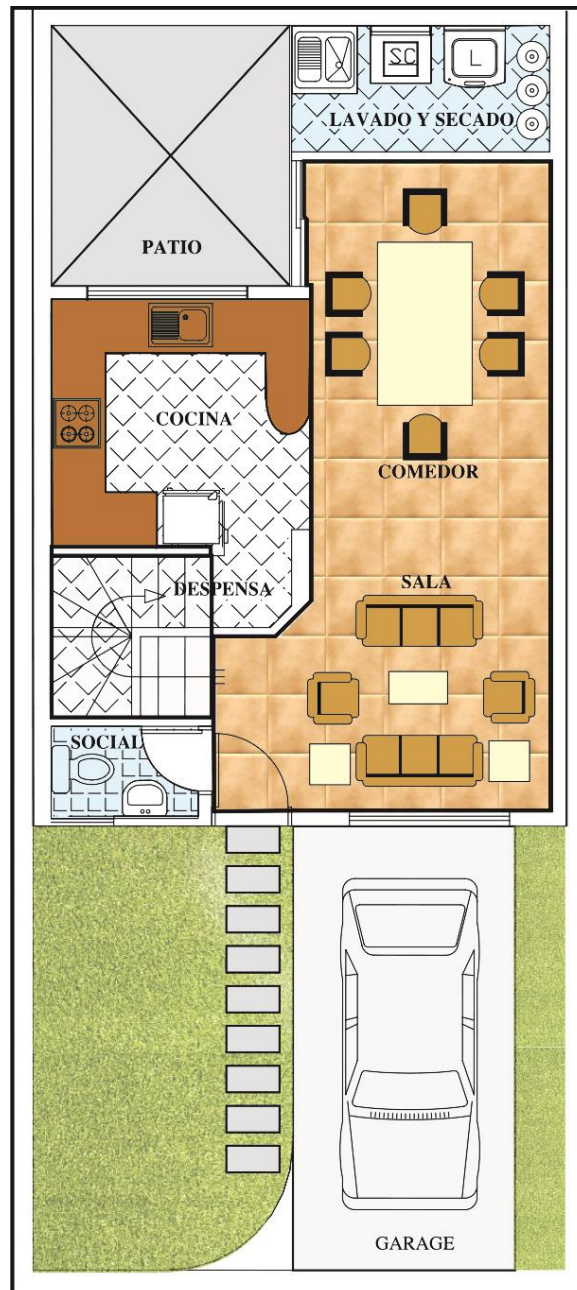 SC
L
LAVADO Y SECADO
PATIO
COCINA
COMEDOR
DESPENSA
SALA
SOCIAL
GARAGE